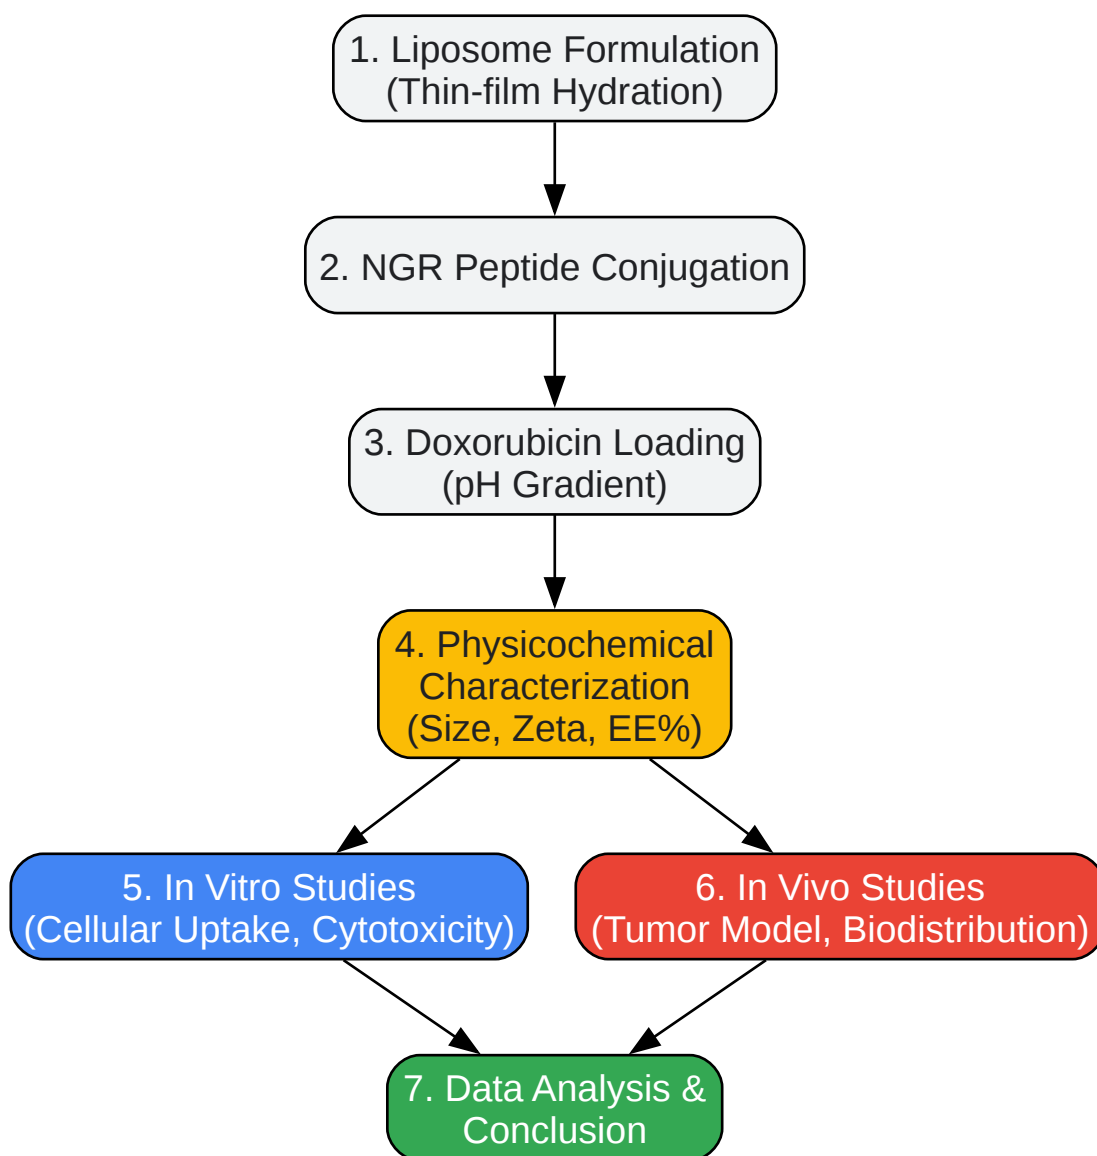 1. Liposome Formulation
(Thin-film Hydration)
2. NGR Peptide Conjugation
3. Doxorubicin Loading
(pH Gradient)
4. Physicochemical
Characterization
(Size, Zeta, EE%)
5. In Vitro Studies
(Cellular Uptake, Cytotoxicity)
6. In Vivo Studies
(Tumor Model, Biodistribution)
7. Data Analysis &
Conclusion